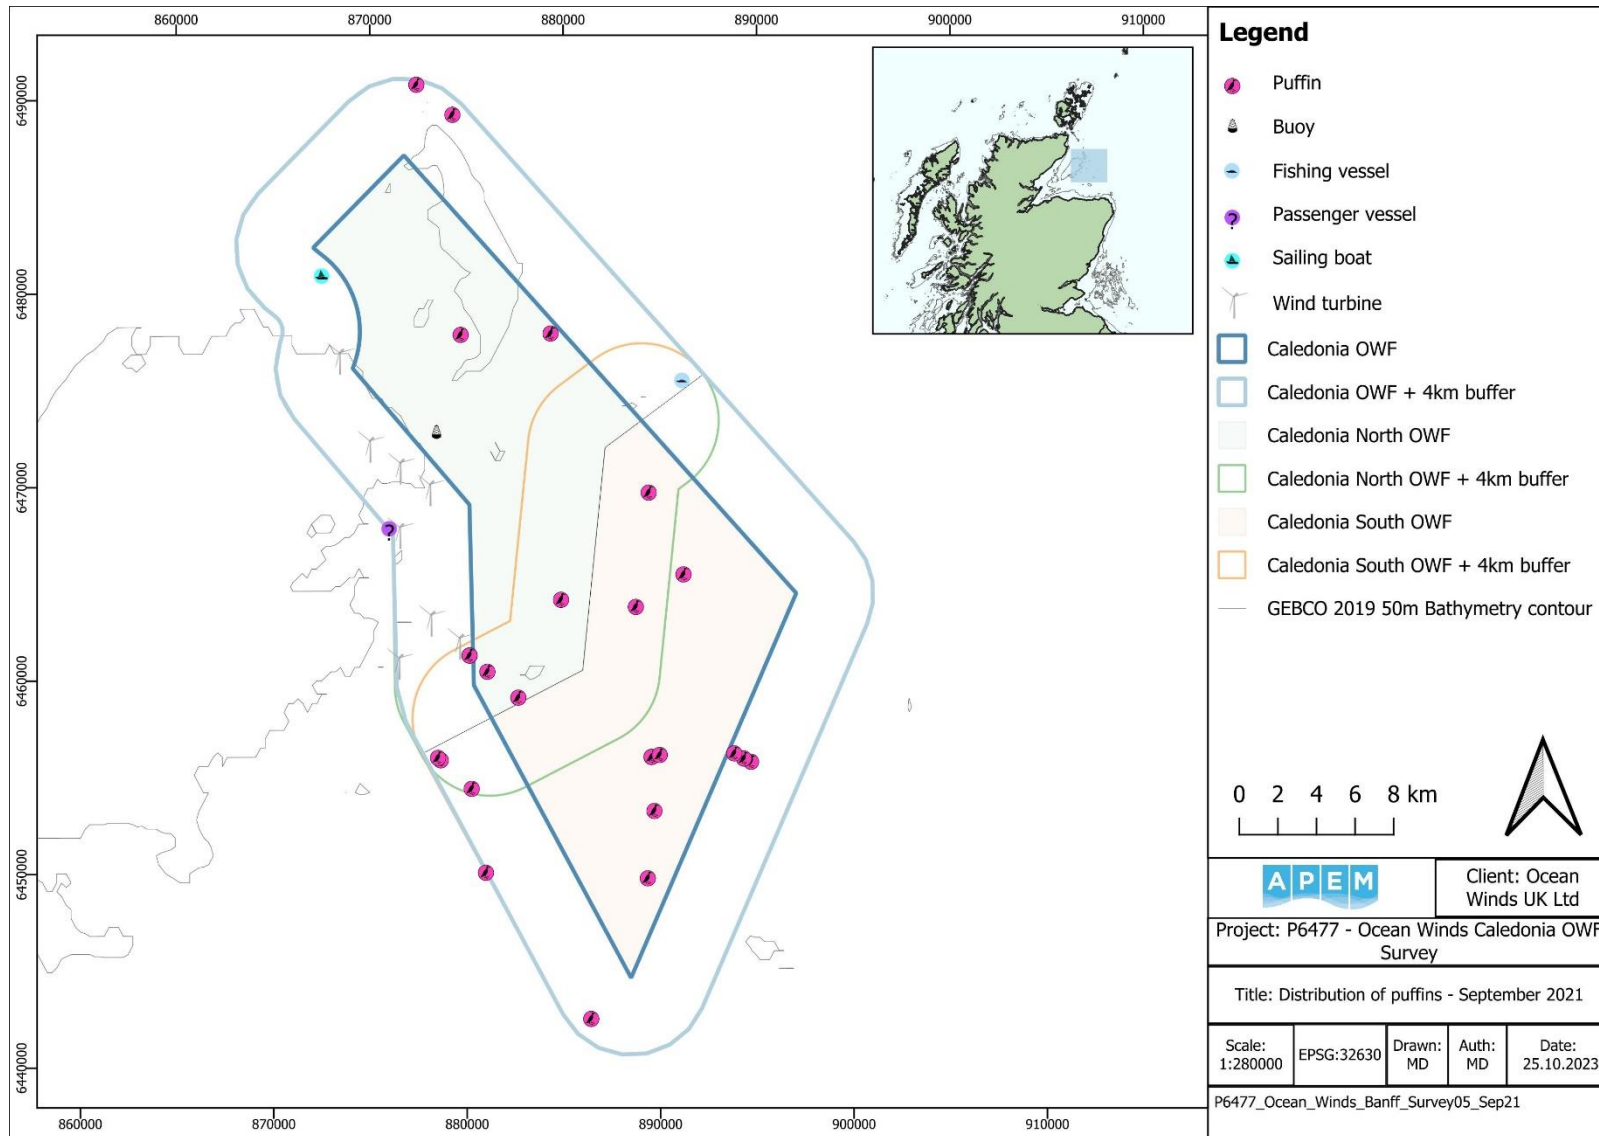 860000 870000 880000 890000 900000 910000
6490000
6480000
6470000
6460000
6450000
6440000
860000 870000 880000 890000 900000 910000
Legend
Puffin
Buoy
Fishing vessel
Passenger vessel
Sailing boat
Wind turbine
Caledonia OWF
Caledonia OWF + 4km buffer
Caledonia North OWF
Caledonia North OWF + 4km buffer
Caledonia South OWF
Caledonia South OWF + 4km buffer
GEBCO 2019 50m Bathymetry contour
0 2 4 6 8 km
APEM
Client: Ocean
Winds UK Ltd
Project: P6477 - Ocean Winds Caledonia OWF
Survey
Title: Distribution of puffins - September 2021
Scale:
1:280000
EPSG:32630
Drawn:
MD
Auth:
MD
Date:
25.10.2023
P6477_Ocean_Winds_Banff_Survey05_Sep21